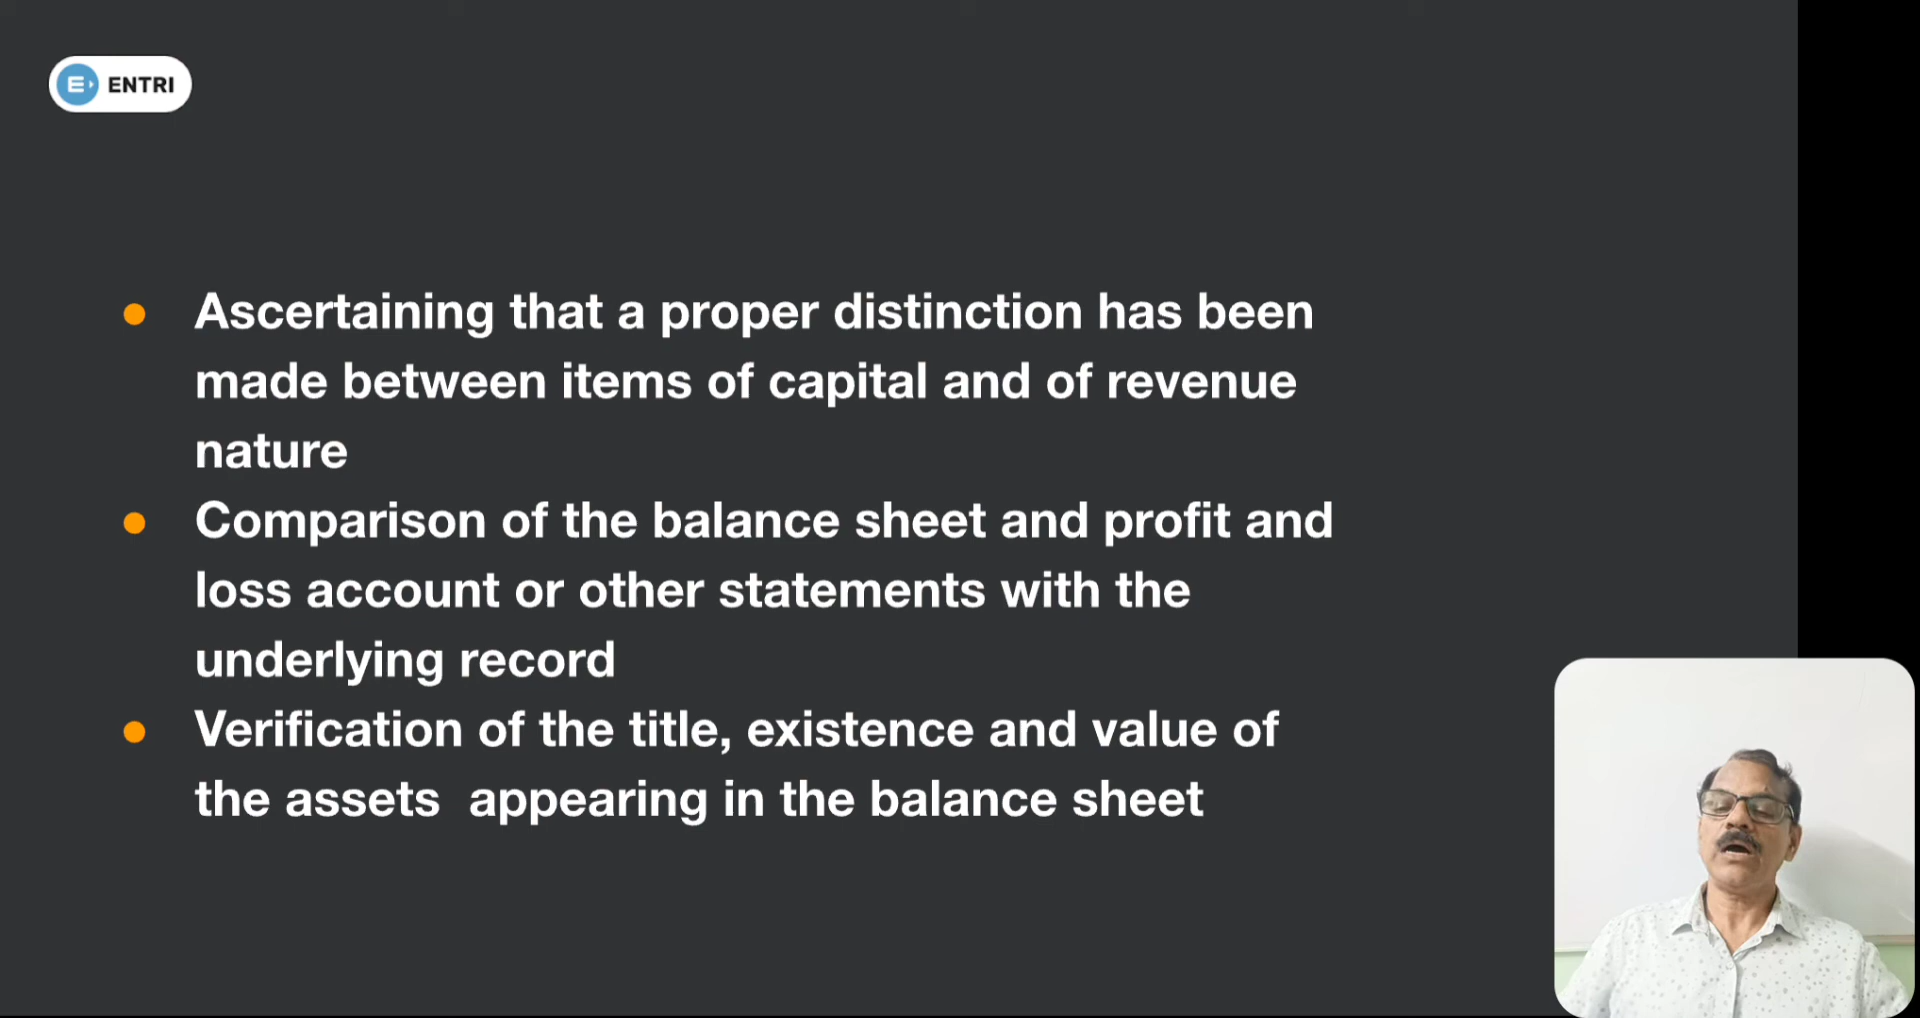 ENTRI
Ascertaining that a proper distinction has been
made between items of capital and of revenue
nature
Comparison of the balance sheet and profit and
loss account or other statements with the
underlying record
Verification of the title, existence and value of
the assets  appearing in the balance sheet